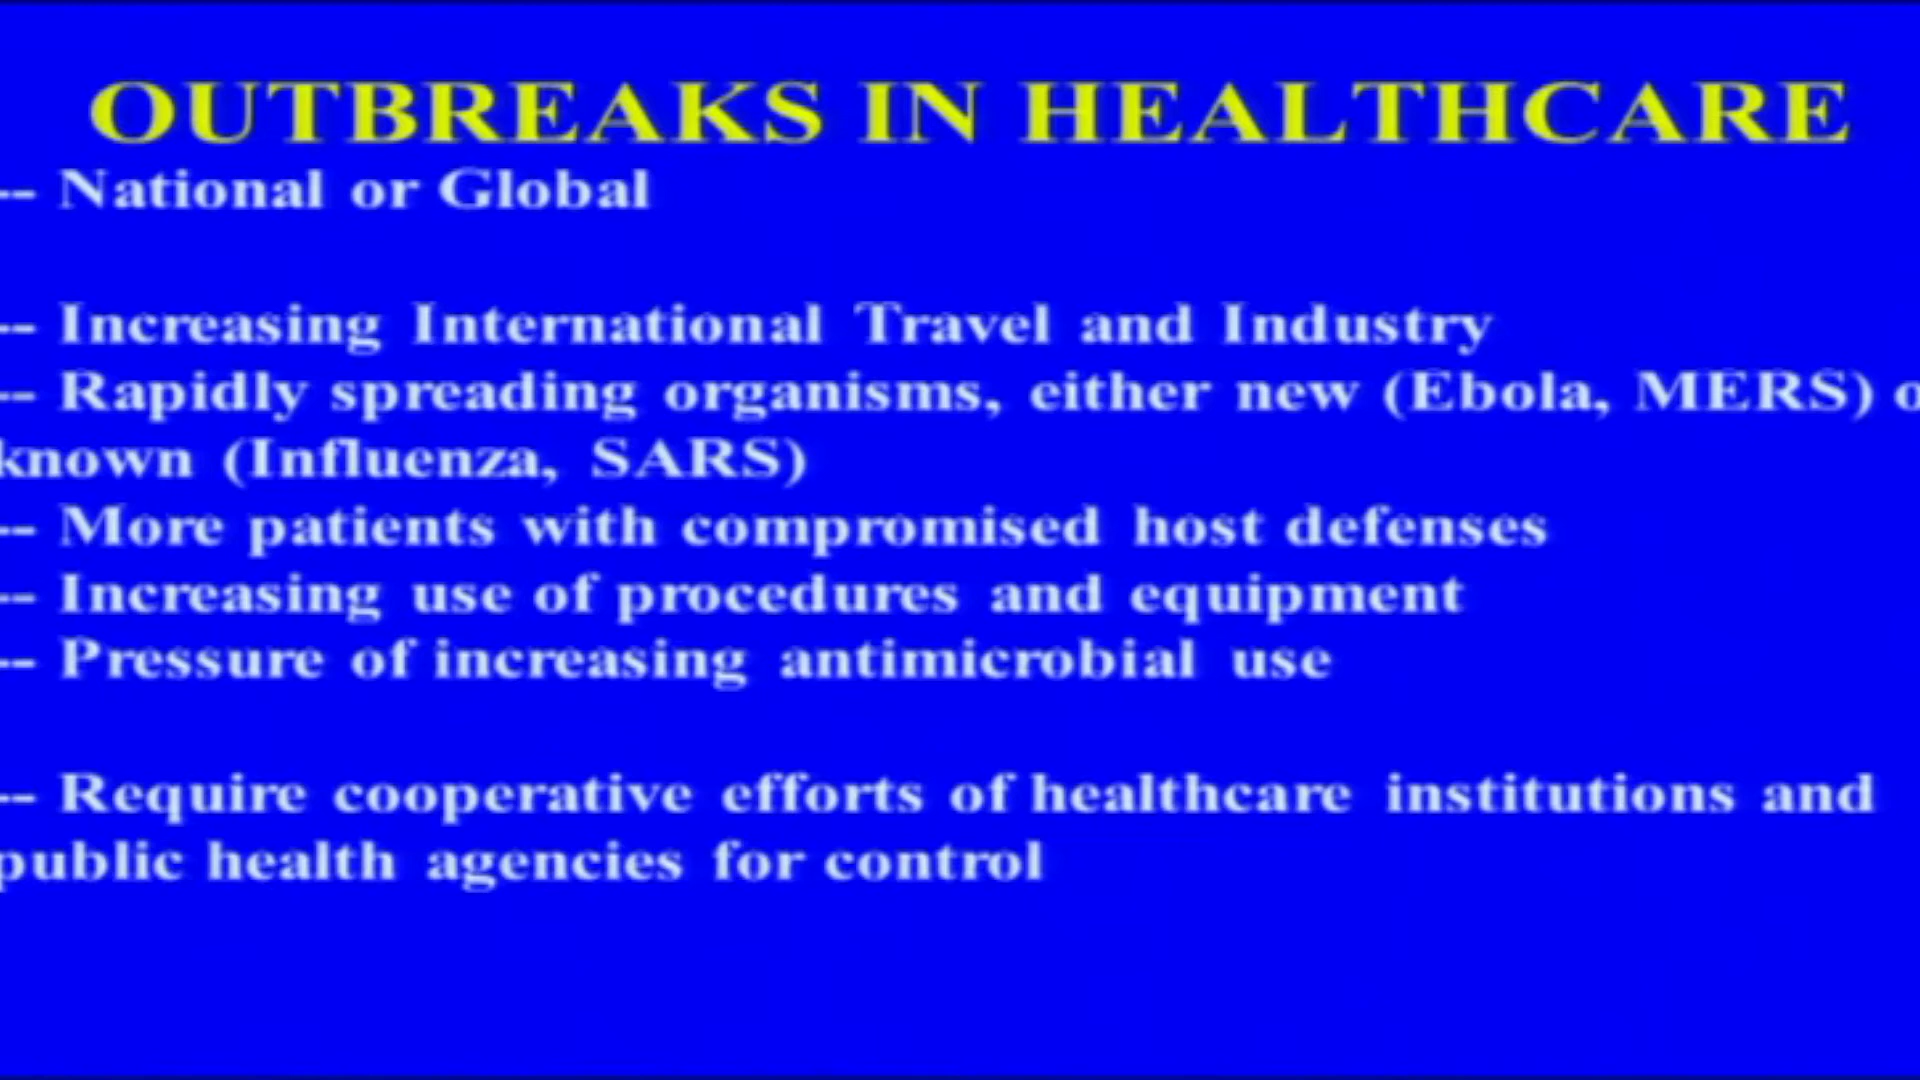 OUTBREAKS IN HEALTHCARE
-- National or Global
-- Increasing International Travel and Industry
-- Rapidly spreading organisms, either new (Ebola, MERS) o
known (Influenza, SARS)
-- More patients with compromised host defenses
-- Increasing use of procedures and equipment
-- Pressure of increasing antimicrobial use
-- Require cooperative efforts of healthcare institutions and
public health agencies for control